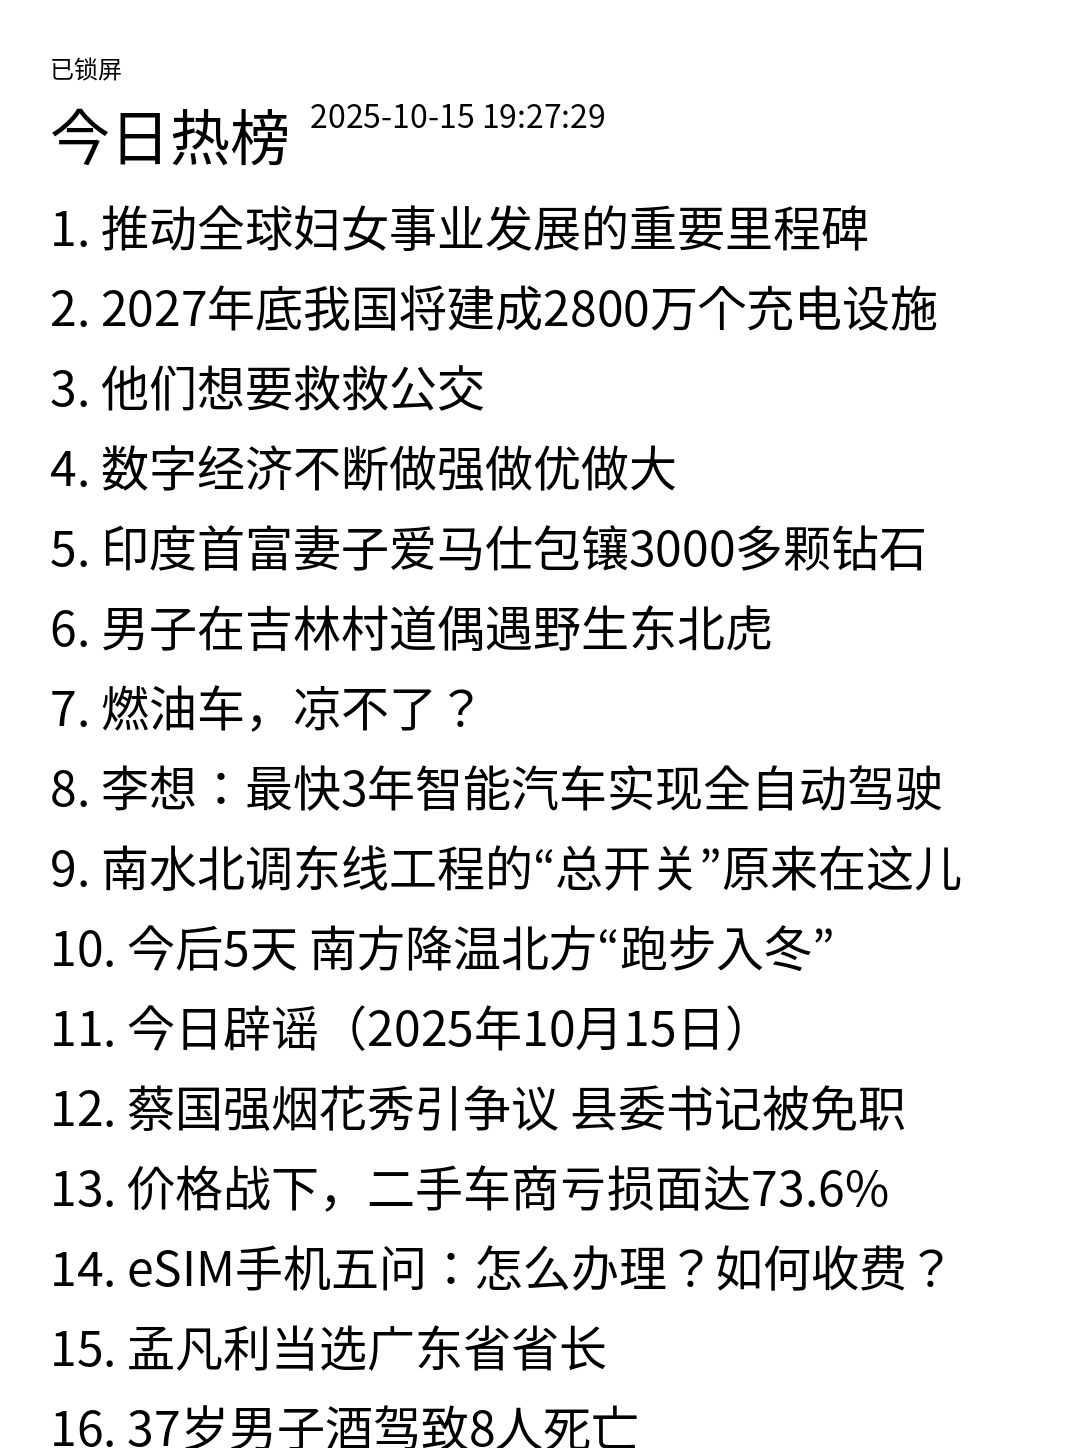 已锁屏
今日热榜 2025-10-15 19:27:29
1. 推动全球妇女事业发展的重要里程碑
2. 2027年底我国将建成2800万个充电设施
3. 他们想要救救公交
4. 数字经济不断做强做优做大
5. 印度首富妻子爱马仕包镶3000多颗钻石
6. 男子在吉林村道偶遇野生东北虎
7. 燃油车，凉不了？
8. 李想：最快3年智能汽车实现全自动驾驶
9. 南水北调东线工程的“总开关”原来在这儿
10. 今后5天 南方降温北方“跑步入冬”
11. 今日辟谣（2025年10月15日）
12. 蔡国强烟花秀引争议 县委书记被免职
13. 价格战下，二手车商亏损面达73.6%
14. eSIM手机五问：怎么办理？如何收费？
15. 孟凡利当选广东省省长
16. 37岁男子酒驾致8人死亡